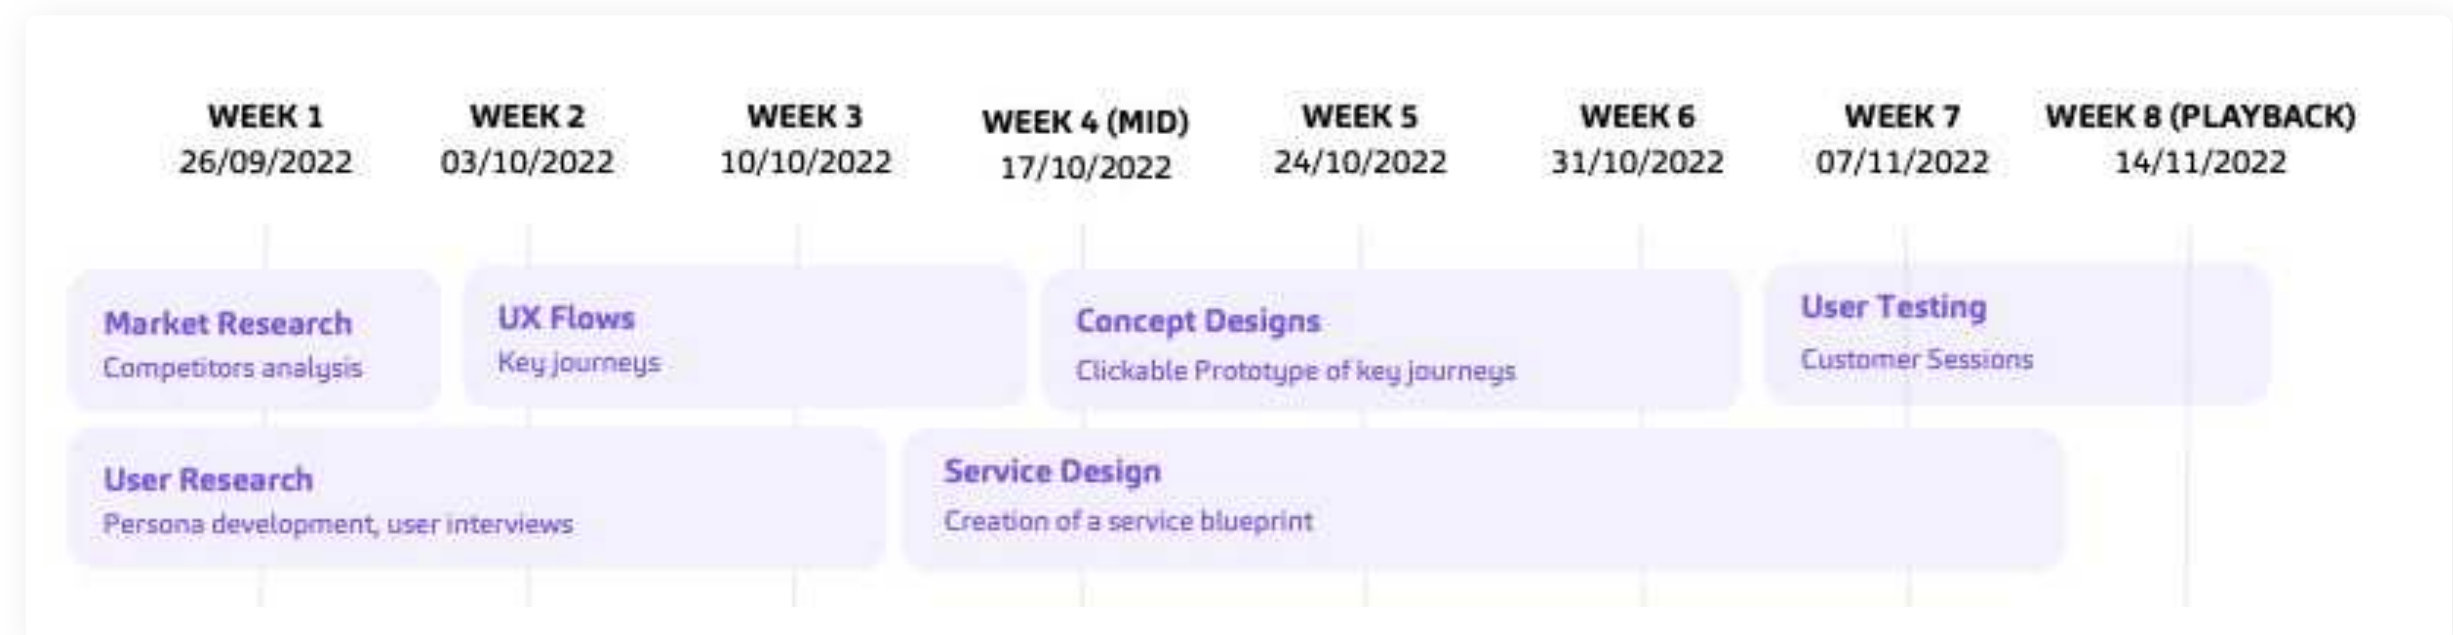 WEEK 1
26/09/2022
WEEK 2
03/10/2022
WEEK 3
10/10/2022
WEEK 4 (MID)
17/10/2022
WEEK 5
24/10/2022
WEEK 6
31/10/2022
WEEK 7
07/11/2022
WEEK 8 (PLAYBACK)
14/11/2022
Market Research
Competitors analysis
UX Flows
Key journeys
Concept Designs
Clickable Prototype of key journeys
User Testing
Customer Sessions
User Research
Persona development, user interviews
Service Design
Creation of a service blueprint